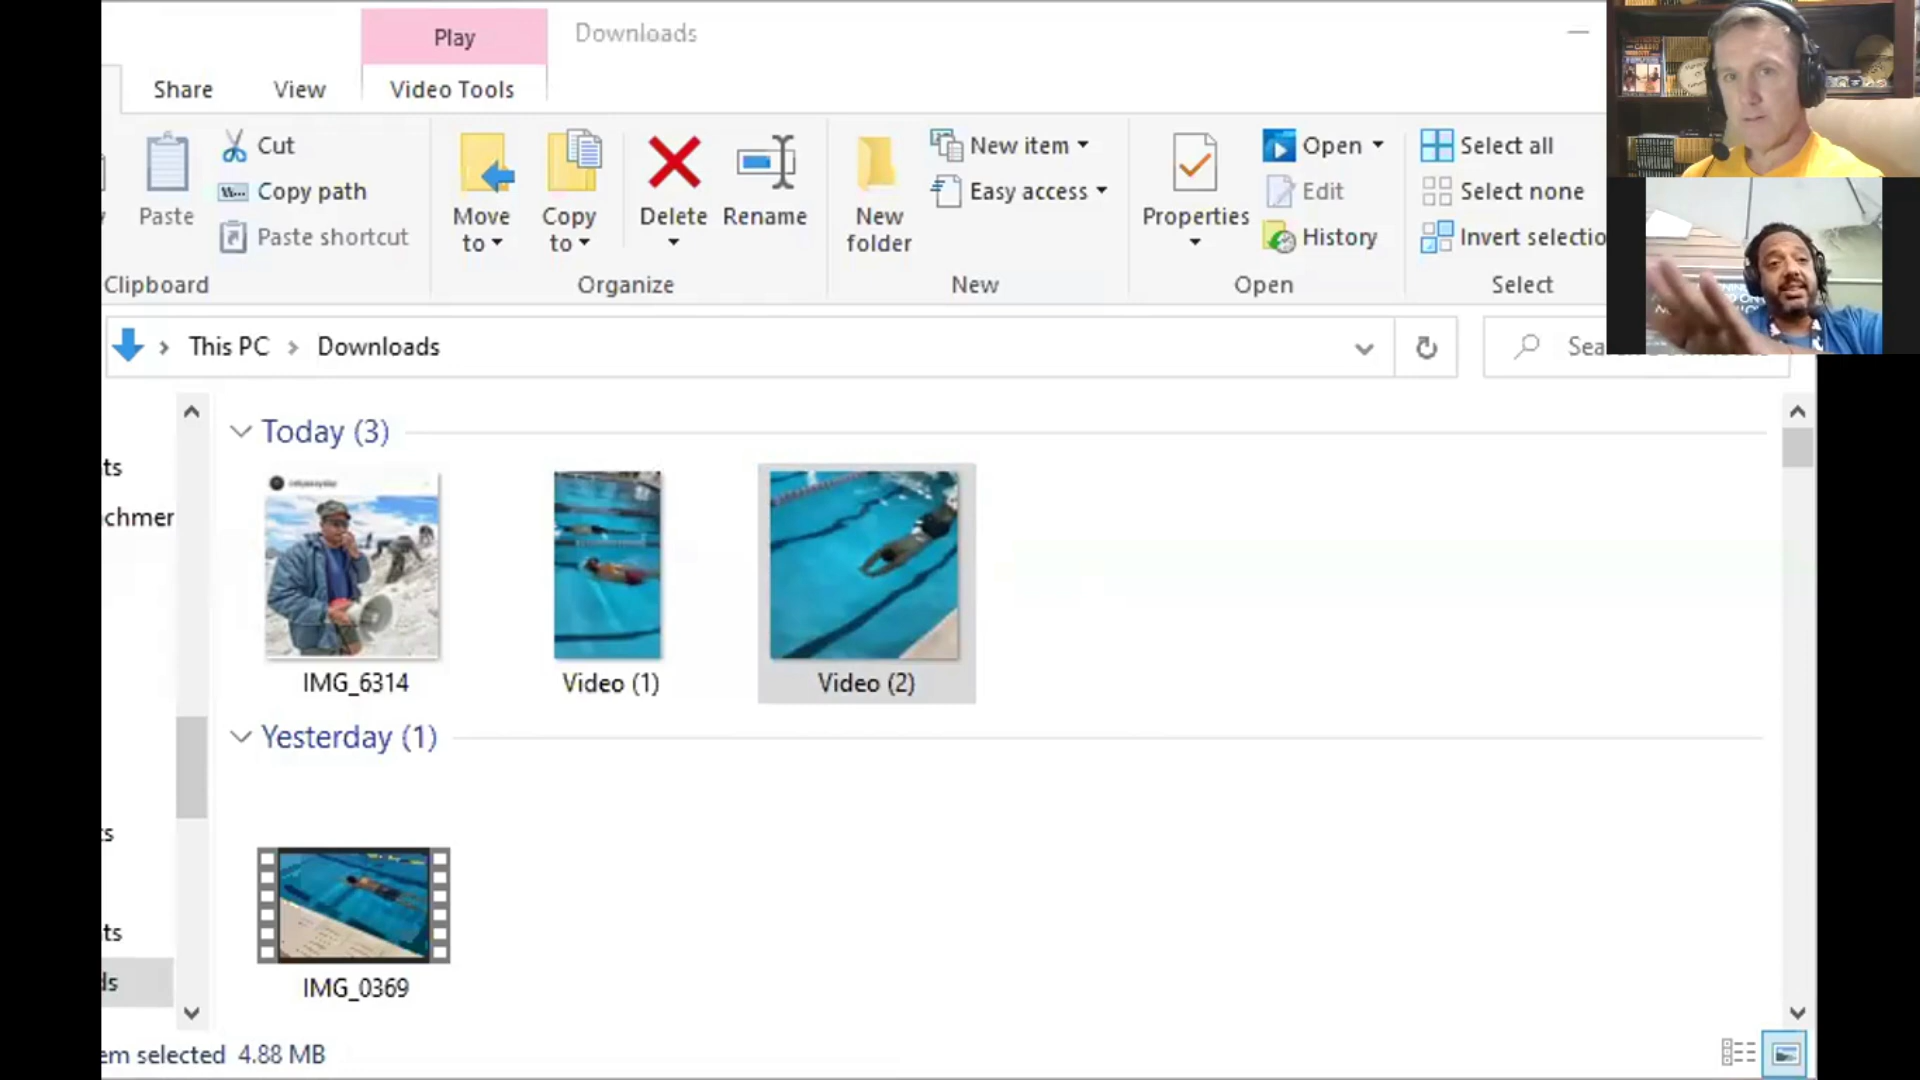 Play
Downloads
Share
View
Video Tools
Paste
Cut
Copy path
Paste shortcut
Clipboard
Move to
Copy to
Delete
Rename
Organize
New folder
New item
Easy access
New
Properties
Open
Edit
History
Open
Select all
Select none
Invert selectio
Select
This PC
Downloads
Sea
ts
chmer
ts
ds
Today (3)
IMG_6314
Video (1)
Video (2)
Yesterday (1)
IMG_0369
em selected 4.88 MB